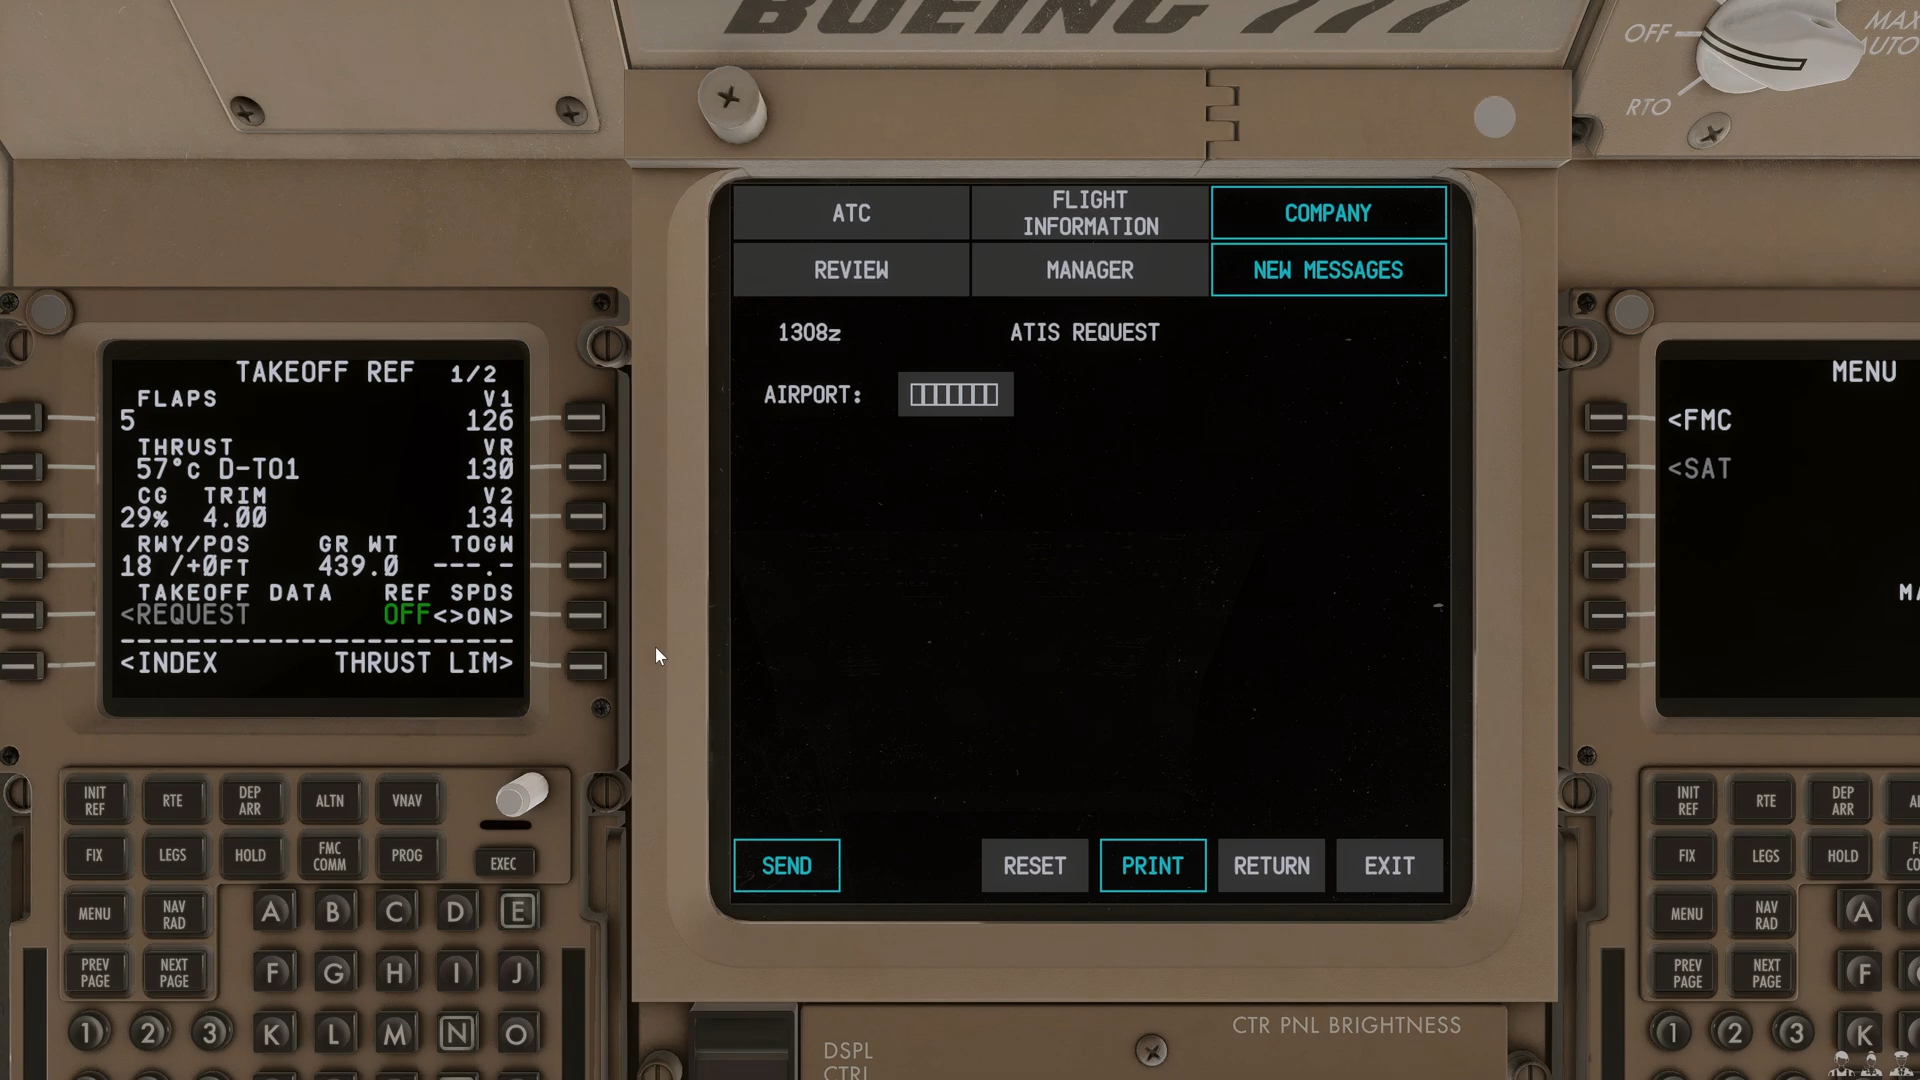 BOEING 777
OFF
MAX
AUTO
RTO
ATC
FLIGHT
INFORMATION
COMPANY
REVIEW
MANAGER
NEW MESSAGES
1308z
ATIS REQUEST
AIRPORT:
SEND
RESET
PRINT
RETURN
EXIT
TAKEOFF REF 1/2
FLAPS V1
5 126
THRUST VR
57°c D-TO1 130
CG TRIM V2
29% 4.00 134
RWY/POS GR WT TOGW
18 /+0FT 439.0 ---.-
TAKEOFF DATA REF SPDS
<REQUEST OFF<>ON>
<INDEX THRUST LIM>
MENU
<FMC
<SAT
INIT
REF
RTE
DEP
ARR
ALTN
VNAV
FIX
LEGS
HOLD
FMC
COMM
PROG
EXEC
MENU
NAV
RAD
PREV
PAGE
NEXT
PAGE
A B C D E
F G H I J
1 2 3 K L M N O
INIT
REF
RTE
DEP
ARR
FIX
LEGS
HOLD
MENU
NAV
RAD
PREV
PAGE
NEXT
PAGE
A
F
1 2 3 K
CTR PNL BRIGHTNESS
DSPL
CTRL